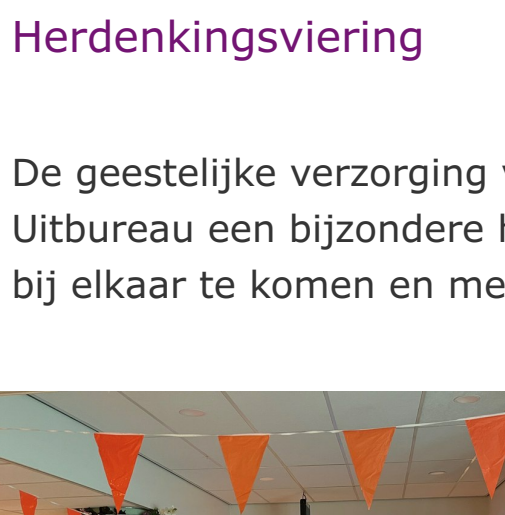 Herdenkingsviering
De geestelijke verzorging
Uitbureau een bijzondere
bij elkaar te komen en me